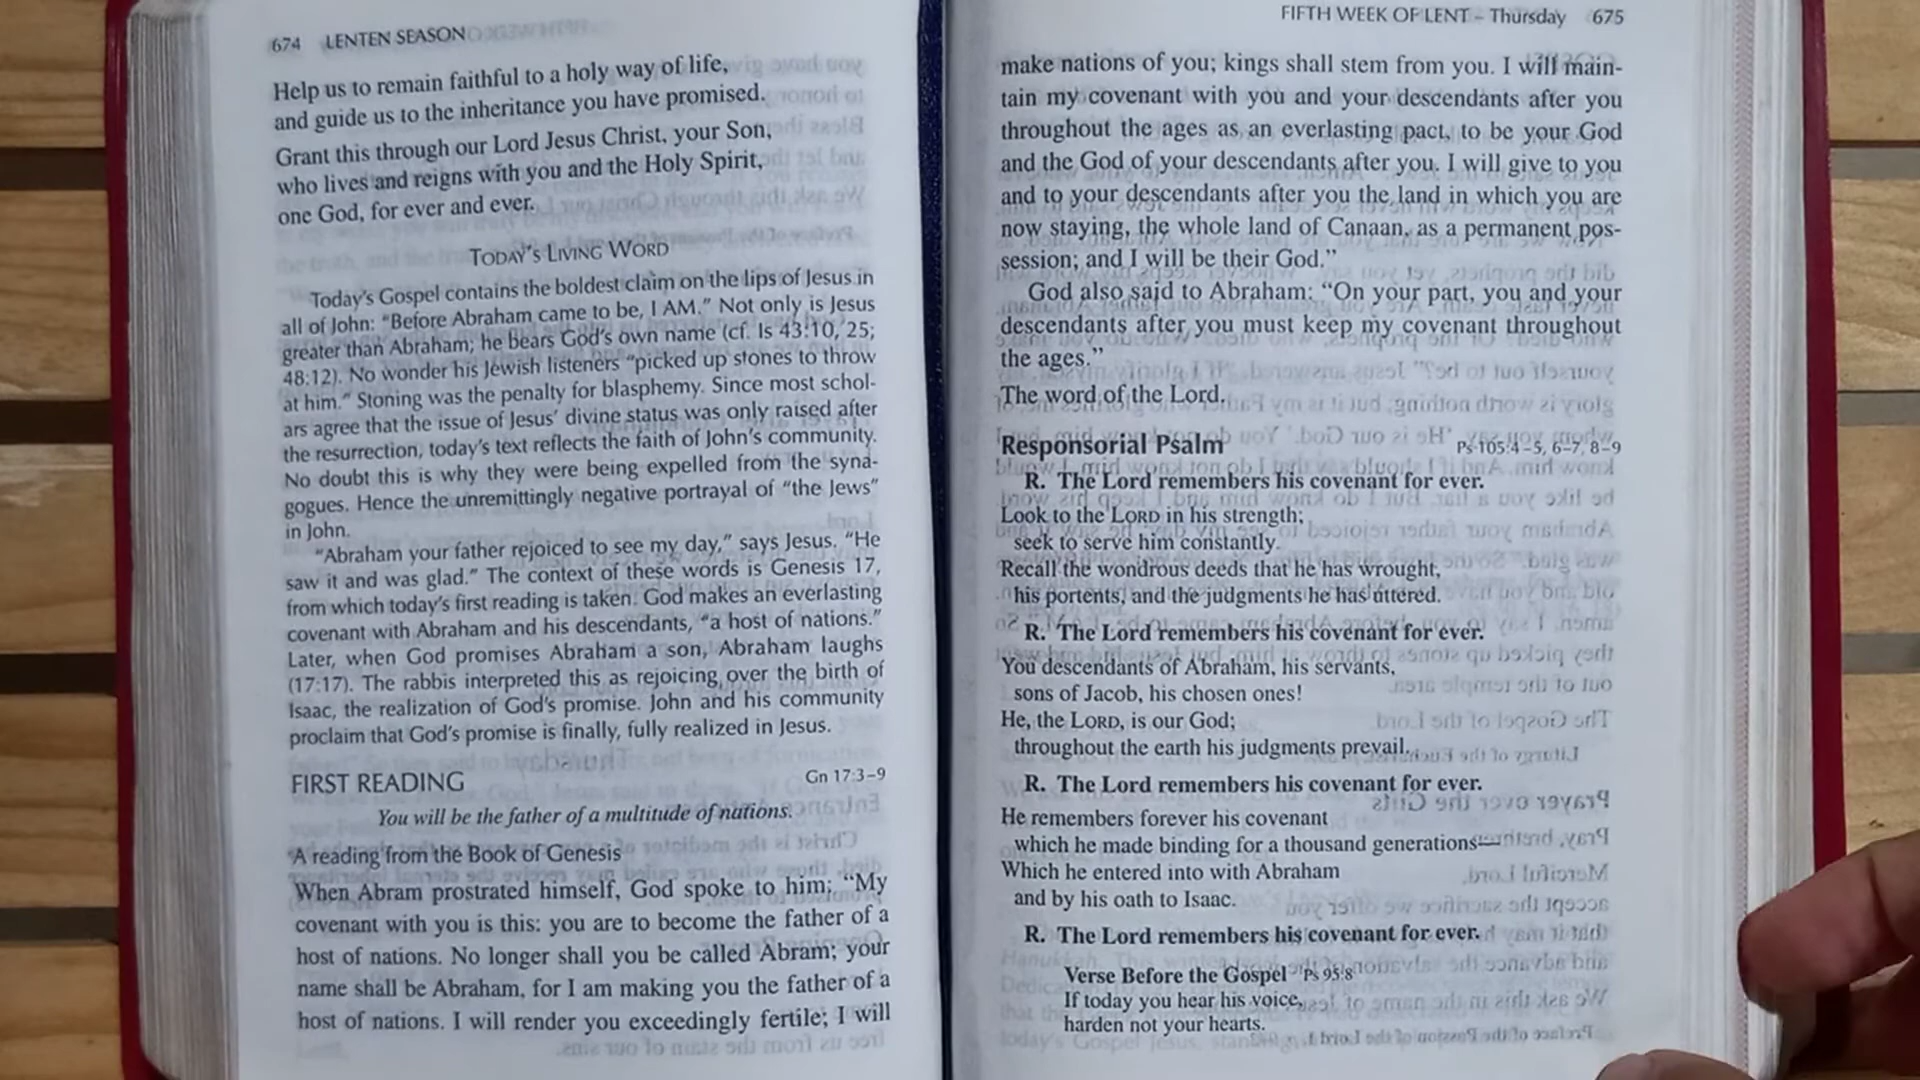 674 LENTEN SEASON
Help us to remain faithful to a holy way of life,
and guide us to the inheritance you have promised.
Grant this through our Lord Jesus Christ, your Son,
who lives and reigns with you and the Holy Spirit,
one God, for ever and ever.
TODAY'S LIVING WORD
Today's Gospel contains the boldest claim on the lips of Jesus in
all of John: “Before Abraham came to be, I AM.” Not only is Jesus
greater than Abraham; he bears God's own name (cf. Is 43:10, 25;
48:12). No wonder his Jewish listeners “picked up stones to throw
at him.” Stoning was the penalty for blasphemy. Since most schol-
ars agree that the issue of Jesus' divine status was only raised after
the resurrection, today's text reflects the faith of John's community.
No doubt this is why they were being expelled from the syna-
gogues. Hence the unremittingly negative portrayal of “the Jews”
in John.
“Abraham your father rejoiced to see my day,” says Jesus. “He
saw it and was glad.” The context of these words is Genesis 17,
from which today's first reading is taken. God makes an everlasting
covenant with Abraham and his descendants, “a host of nations.”
Later, when God promises Abraham a son, Abraham laughs
(17:17). The rabbis interpreted this as rejoicing over the birth of
Isaac, the realization of God's promise. John and his community
proclaim that God's promise is finally, fully realized in Jesus.
FIRST READING Gn 17:3–9
You will be the father of a multitude of nations.
A reading from the Book of Genesis
When Abram prostrated himself, God spoke to him: “My
covenant with you is this: you are to become the father of a
host of nations. No longer shall you be called Abram; your
name shall be Abraham, for I am making you the father of a
host of nations. I will render you exceedingly fertile; I will
FIFTH WEEK OF LENT – Thursday 675
make nations of you; kings shall stem from you. I will main-
tain my covenant with you and your descendants after you
throughout the ages as an everlasting pact, to be your God
and the God of your descendants after you. I will give to you
and to your descendants after you the land in which you are
now staying, the whole land of Canaan, as a permanent pos-
session; and I will be their God.”
God also said to Abraham: “On your part, you and your
descendants after you must keep my covenant throughout
the ages.”
The word of the Lord.
Responsorial Psalm Ps 105:4–5, 6–7, 8–9
R. The Lord remembers his covenant for ever.
Look to the LORD in his strength;
seek to serve him constantly.
Recall the wondrous deeds that he has wrought,
his portents, and the judgments he has uttered.
R. The Lord remembers his covenant for ever.
You descendants of Abraham, his servants,
sons of Jacob, his chosen ones!
He, the LORD, is our God;
throughout the earth his judgments prevail.
R. The Lord remembers his covenant for ever.
He remembers forever his covenant
which he made binding for a thousand generations—
Which he entered into with Abraham
and by his oath to Isaac.
R. The Lord remembers his covenant for ever.
Verse Before the Gospel Ps 95:8
If today you hear his voice,
harden not your hearts.